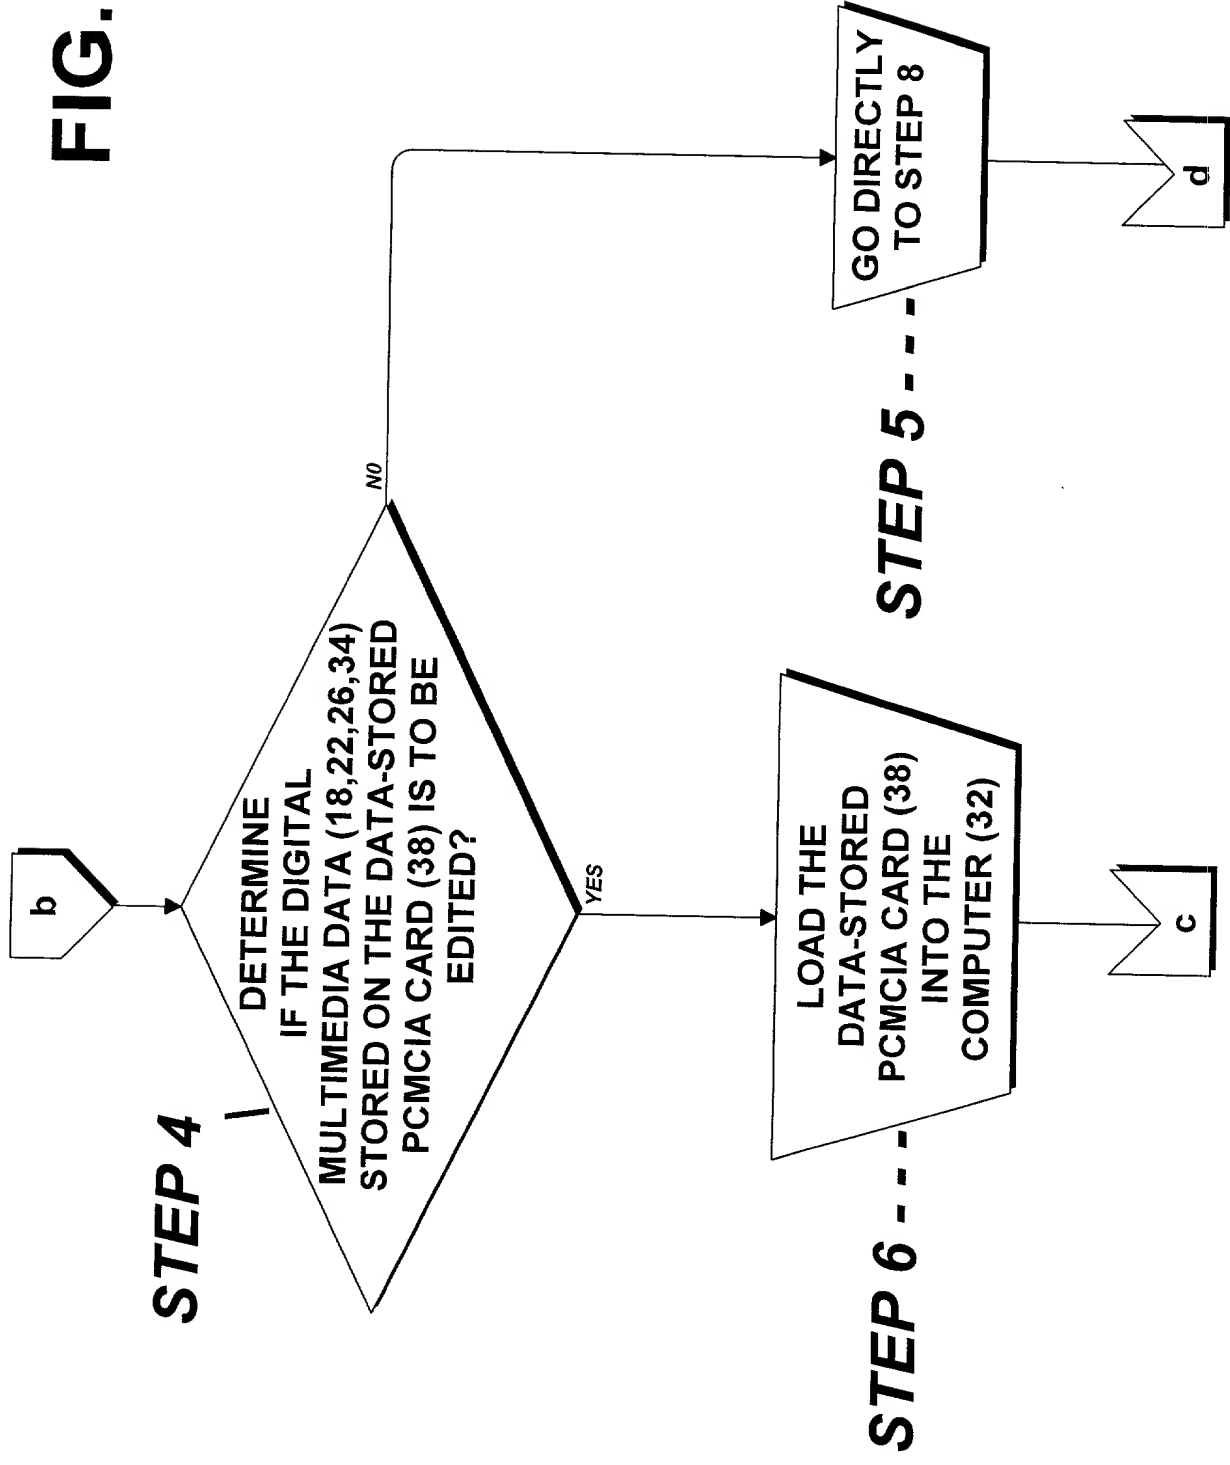 FIG.
b
STEP 4
DETERMINE
IF THE DIGITAL
MULTIMEDIA DATA (18,22,26,34)
STORED ON THE DATA-STORED
PCMCIA CARD (38) IS TO BE
EDITED?
N0
YES
STEP 6 - - -
LOAD THE
DATA-STORED
PCMCIA CARD (38)
INTO THE
COMPUTER (32)
STEP 5 - - -
GO DIRECTLY
TO STEP 8
c
d